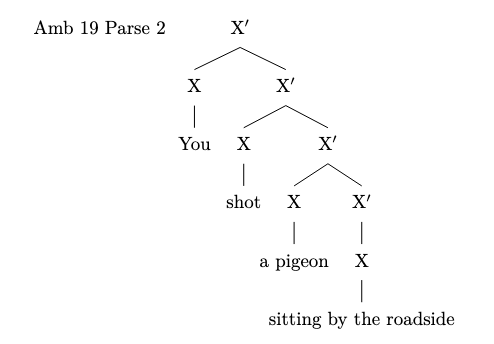 Amb 19 Parse 2 X′
X X′
You X X′
shot X X′
a pigeon X
sitting by the roadside